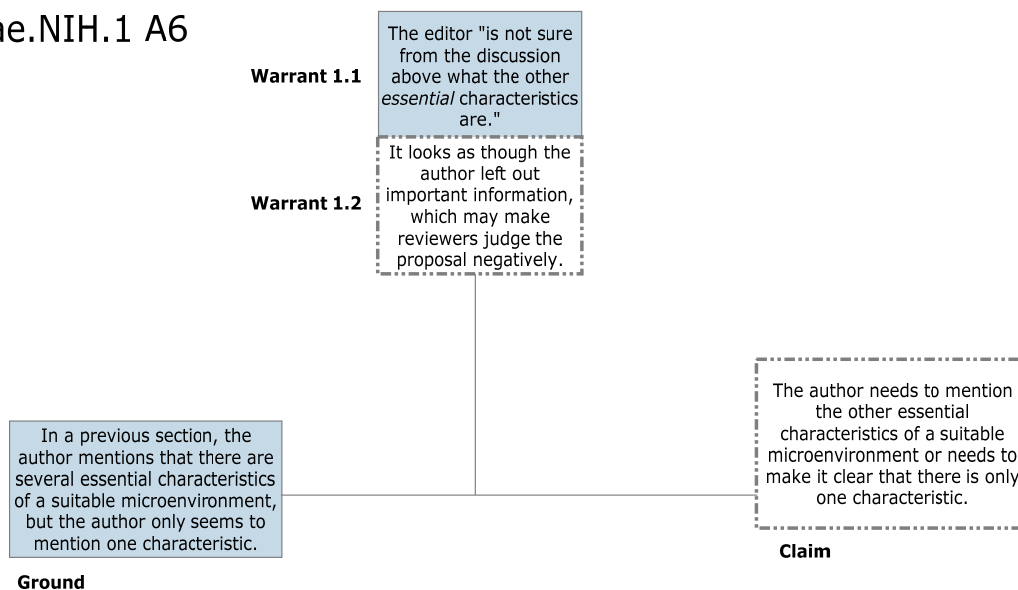 ae.NIH.1 A6
Warrant 1.1
The editor "is not sure
from the discussion
above what the other
essential characteristics
are."
Warrant 1.2
It looks as though the
author left out
important information,
which may make
reviewers judge the
proposal negatively.
In a previous section, the
author mentions that there are
several essential characteristics
of a suitable microenvironment,
but the author only seems to
mention one characteristic.
Ground
The author needs to mention
the other essential
characteristics of a suitable
microenvironment or needs to
make it clear that there is only
one characteristic.
Claim